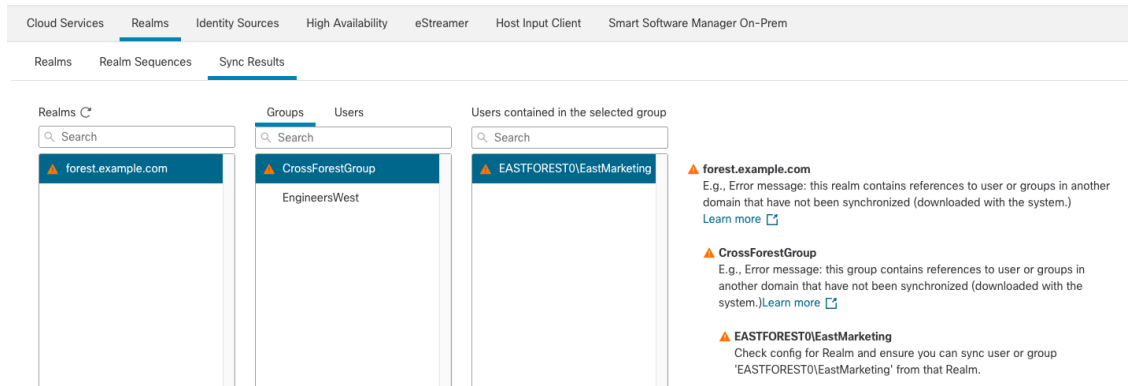 Cloud Services Realms Identity Sources High Availability eStreamer Host Input Client Smart Software Manager On-Prem
Realms Realm Sequences Sync Results
Realms
Search
forest.example.com
Groups Users
Search
CrossForestGroup
EngineersWest
Users contained in the selected group
Search
EASTFOREST0\EastMarketing
forest.example.com
E.g., Error message: this realm contains references to user or groups in another
domain that have not been synchronized (downloaded with the system.)
Learn more
CrossForestGroup
E.g., Error message: this group contains references to user or groups in
another domain that have not been synchronized (downloaded with the
system.)Learn more
EASTFOREST0\EastMarketing
Check config for Realm and ensure you can sync user or group
'EASTFOREST0\EastMarketing' from that Realm.